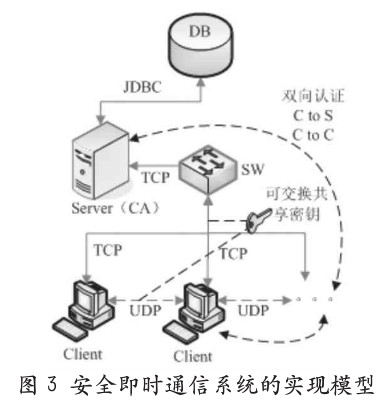 DB
JDBC
双向认证
C to S
C to C
TCP
SW
Server（CA）
可交换共
享密钥
TCP
TCP
UDP
UDP
Client
Client
图 3 安全即时通信系统的实现模型